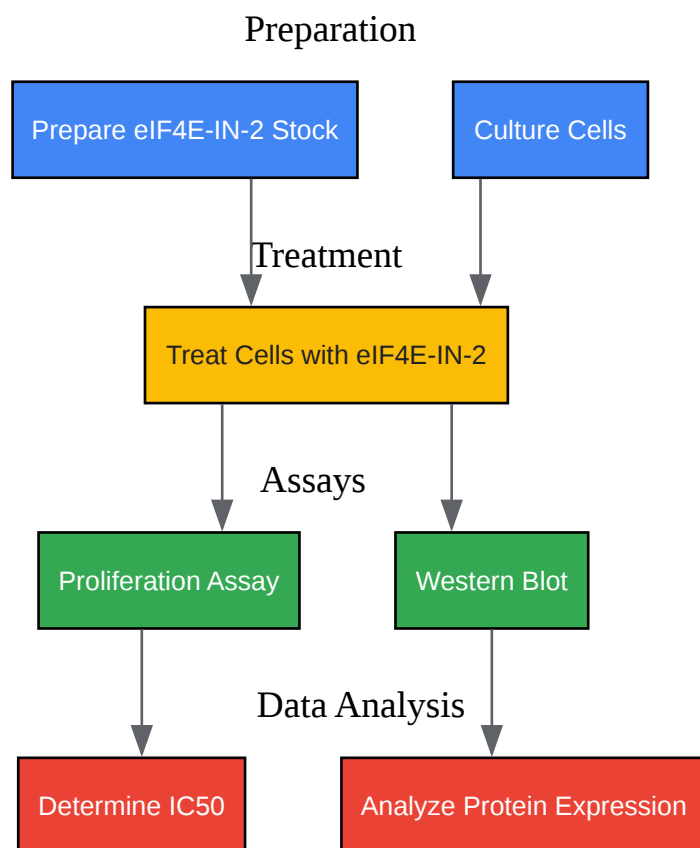 Preparation
Prepare eIF4E-IN-2 Stock
Culture Cells
Treatment
Treat Cells with eIF4E-IN-2
Assays
Proliferation Assay
Western Blot
Data Analysis
Determine IC50
Analyze Protein Expression